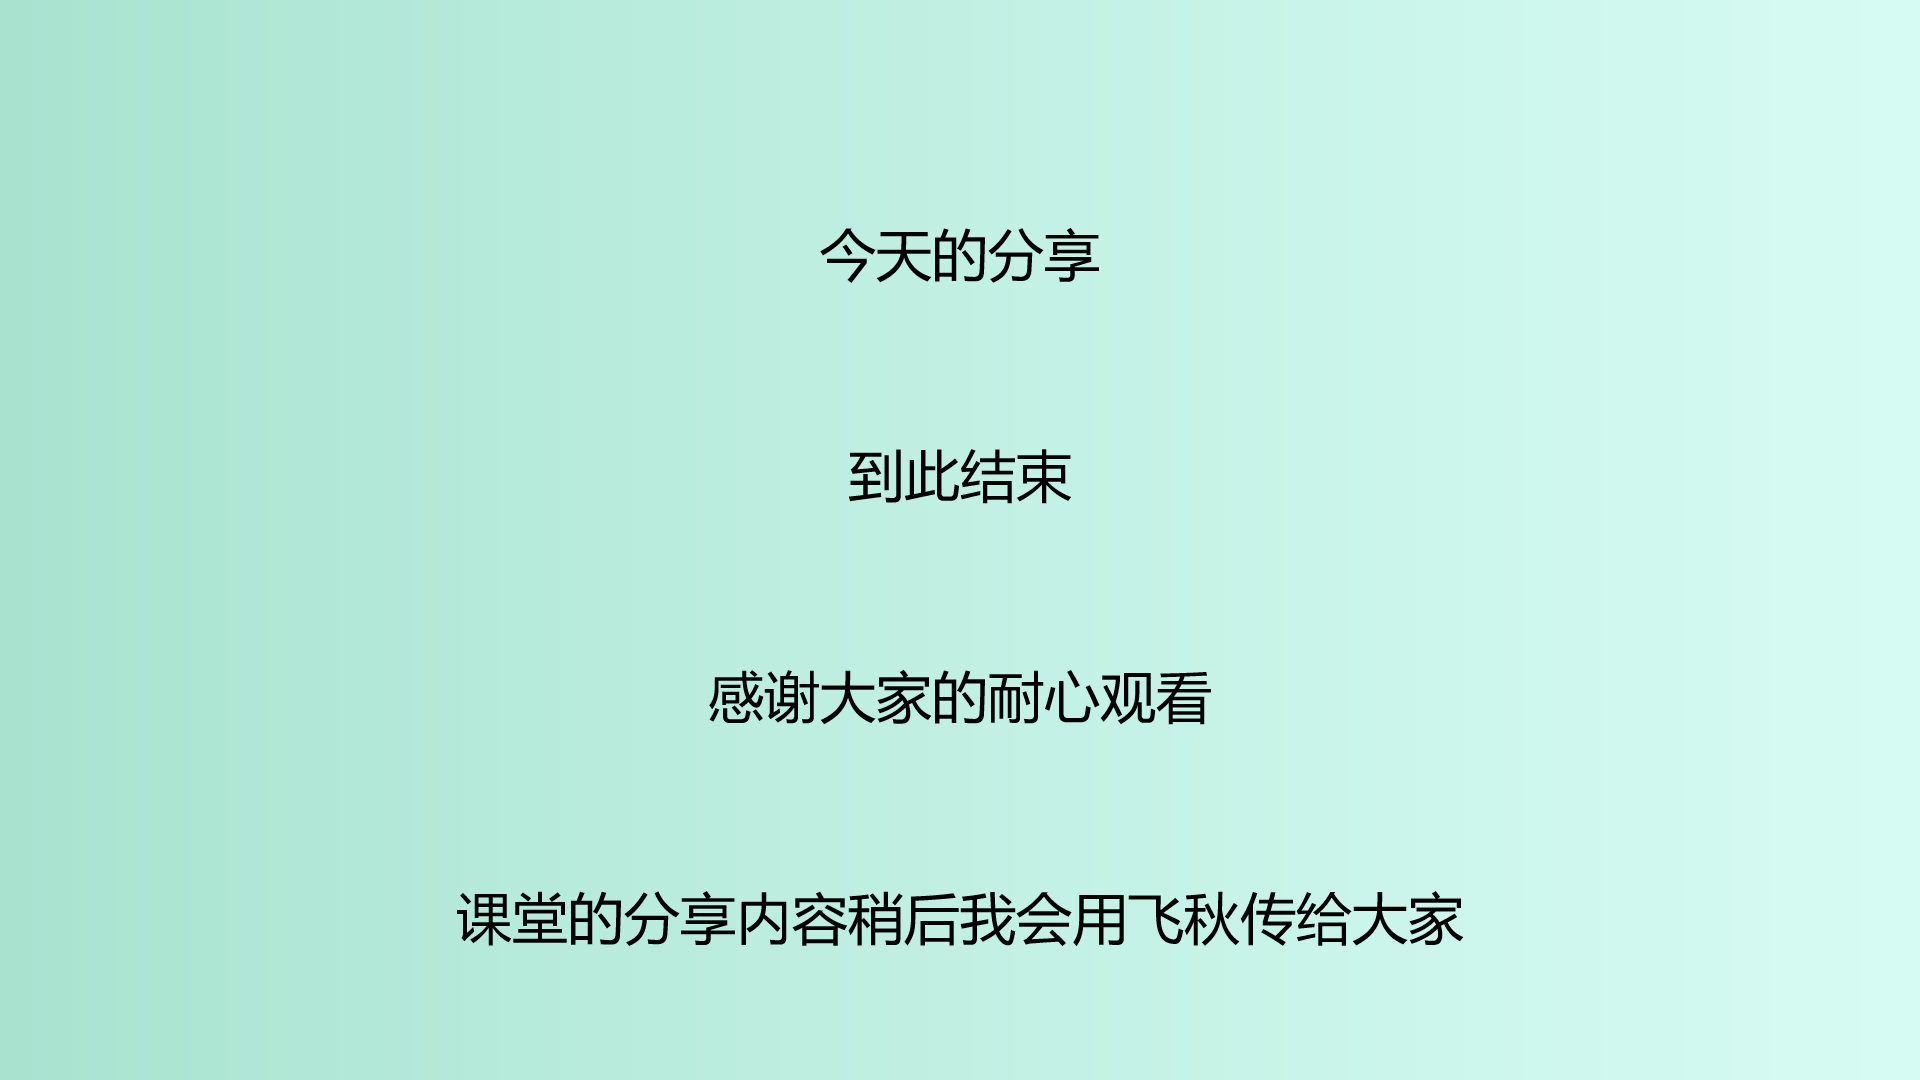 今天的分享
到此结束
感谢大家的耐心观看
课堂的分享内容稍后我会用飞秋传给大家